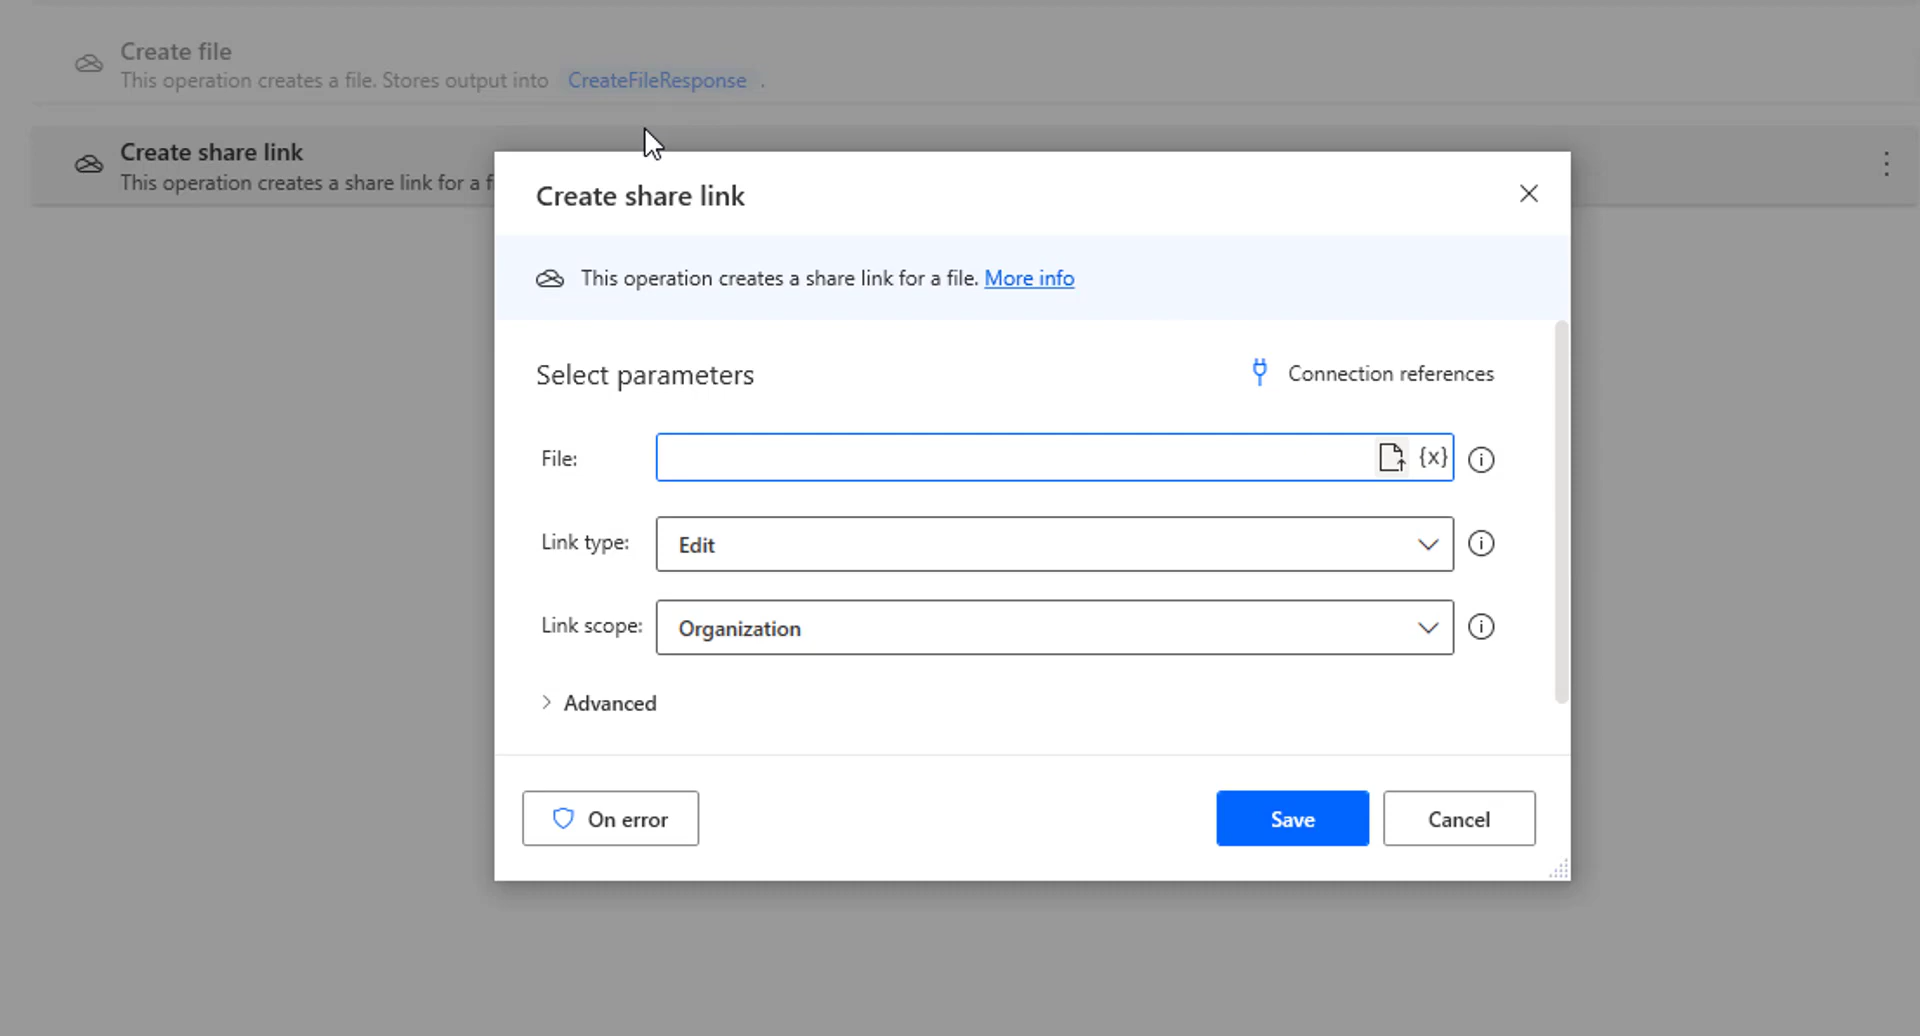 Create file
This operation creates a file. Stores output into CreateFileResponse .
Create share link
This operation creates a share link for a fi
Create share link
This operation creates a share link for a file. More info
Select parameters
Connection references
File:
{x}
Link type:
Edit
Link scope:
Organization
Advanced
On error
Save
Cancel